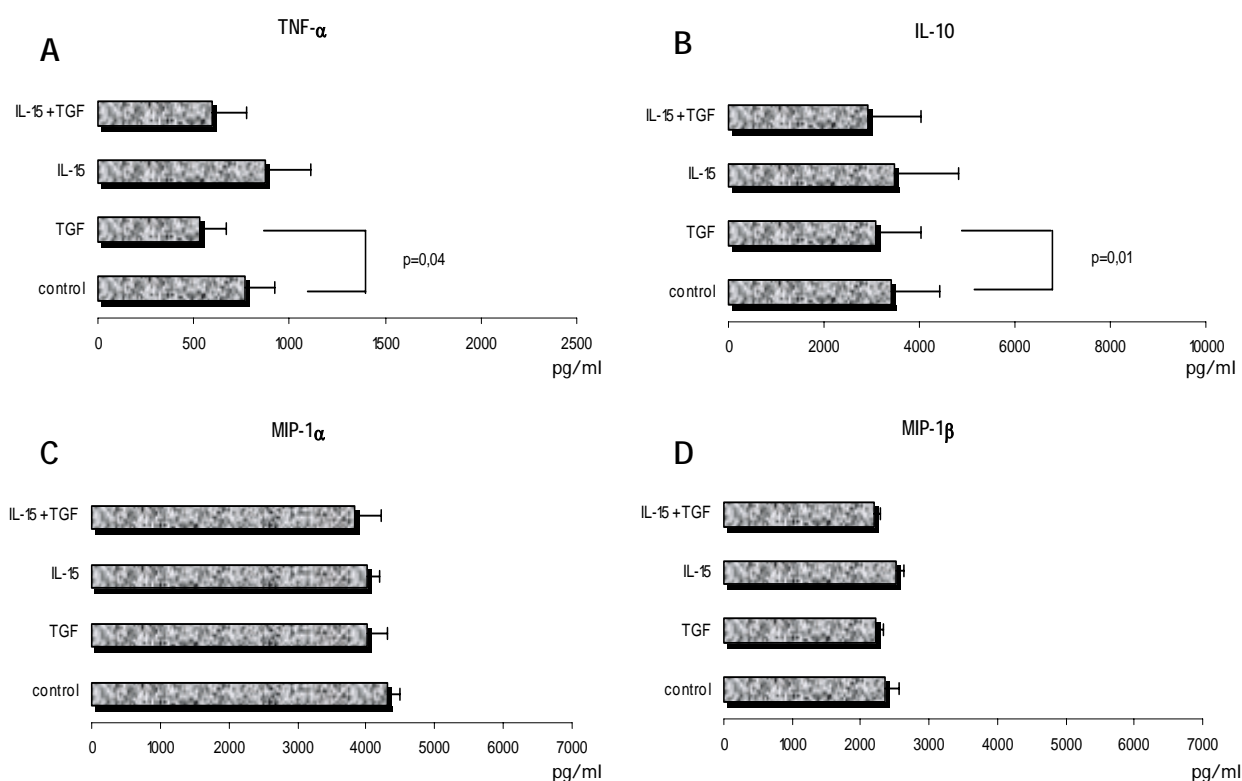 A
TNF-α
IL-15+TGF
IL-15
TGF
control
p=0,04
0 500 1000 1500 2000 2500
pg/ml
B
IL-10
IL-15+TGF
IL-15
TGF
control
p=0,01
0 2000 4000 6000 8000 10000
pg/ml
C
MIP-1α
IL-15+TGF
IL-15
TGF
control
0 1000 2000 3000 4000 5000 6000 7000
pg/ml
D
MIP-1β
IL-15+TGF
IL-15
TGF
control
0 1000 2000 3000 4000 5000 6000 7000
pg/ml